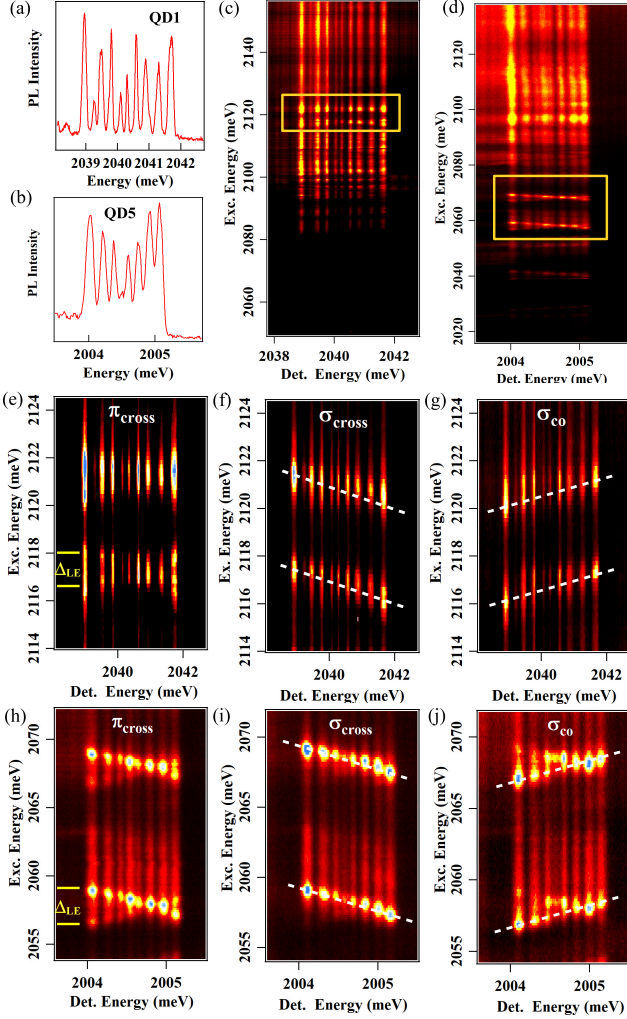 (a)
QD1
PL Intensity
2039 2040 2041 2042
Energy (meV)
(b)
QD5
PL Intensity
2004 2005
Energy (meV)
(c)
Exc. Energy (meV)
2156
2140
2120
2100
2080
2060
2038 2040 2042
Det. Energy (meV)
(d)
Exc. Energy (meV)
2120
2100
2080
2060
2040
2020
2004 2005
Det. Energy (meV)
(e)
πcross
Exc. Energy (meV)
2124
2122
2120
2118
2116
2114
ΔLE
2040 2042
Det. Energy (meV)
(f)
σcross
Ex. Energy (meV)
2124
2122
2120
2118
2116
2114
2040 2042
Det. Energy (meV)
(g)
σco
Exc. Energy (meV)
2124
2122
2120
2118
2116
2114
2040 2042
Det. Energy (meV)
(h)
πcross
Exc. Energy (meV)
2070
2065
2060
2055
ΔLE
2004 2005
Det. Energy (meV)
(i)
σcross
Exc. Energy (meV)
2070
2065
2060
2055
2004 2005
Det. Energy (meV)
(j)
σco
Exc. Energy (meV)
2070
2065
2060
2055
2004 2005
Det. Energy (meV)